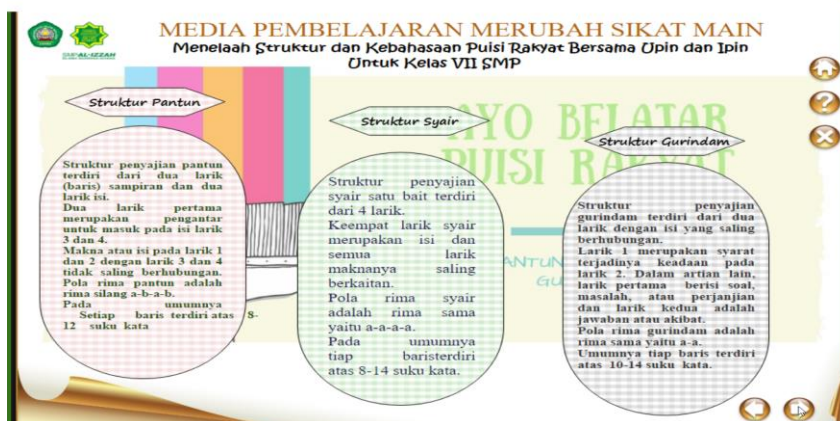 MEDIA PEMBELAJARAN MERUBAH SIKAT MAIN
Menelaah Struktur dan Kebahasaan Puisi Rakyat Bersama Upin dan Ipin
Untuk Kelas VII SMP
SMP AL-IZZAH
Struktur Pantun
Struktur penyajian pantun
terdiri dari dua larik
(baris) sampiran dan dua
larik isi.
Dua larik pertama
merupakan pengantar
untuk masuk pada isi larik
3 dan 4.
Makna atau isi pada larik 1
dan 2 dengan larik 3 dan 4
tidak saling berhubungan.
Pola rima pantun adalah
rima silang a-b-a-b.
Pada umumnya
Setiap baris terdiri atas 8-
12 suku kata
Struktur Syair
Struktur penyajian
syair satu bait terdiri
dari 4 larik.
Keempat larik syair
merupakan isi dan
semua larik
maknanya saling
berkaitan.
Pola rima syair
adalah rima sama
yaitu a-a-a-a.
Pada umumnya
tiap baristerdiri
atas 8-14 suku kata.
Struktur Gurindam
Struktur penyajian
gurindam terdiri dari dua
larik dengan isi yang saling
berhubungan.
Larik 1 merupakan syarat
terjadinya keadaan pada
larik 2. Dalam artian lain,
larik pertama berisi soal,
masalah, atau perjanjian
dan larik kedua adalah
jawaban atau akibat.
Pola rima gurindam adalah
rima sama yaitu a-a.
Umumnya tiap baris terdiri
atas 10-14 suku kata.
AYO BELAJAR
PUISI RAKYAT